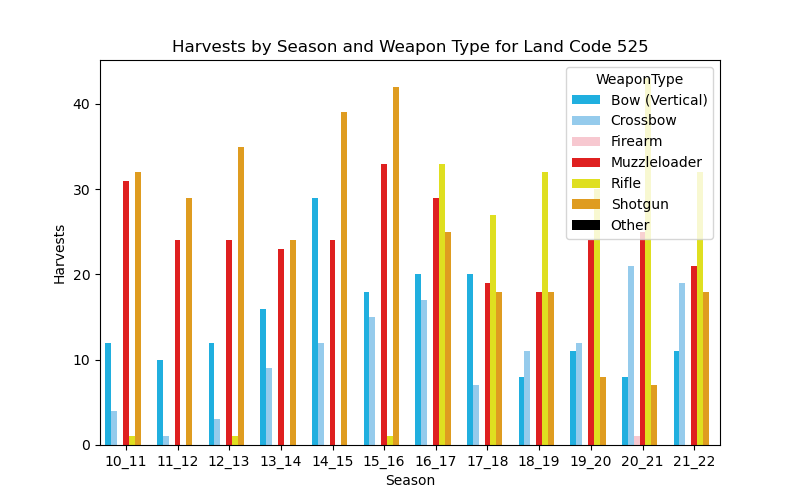 Harvests by Season and Weapon Type for Land Code 525
WeaponType
Bow (Vertical)
Crossbow
Firearm
Muzzleloader
Rifle
Shotgun
Other
Harvests
40
30
20
10
0
10_11 11_12 12_13 13_14 14_15 15_16 16_17 17_18 18_19 19_20 20_21 21_22
Season